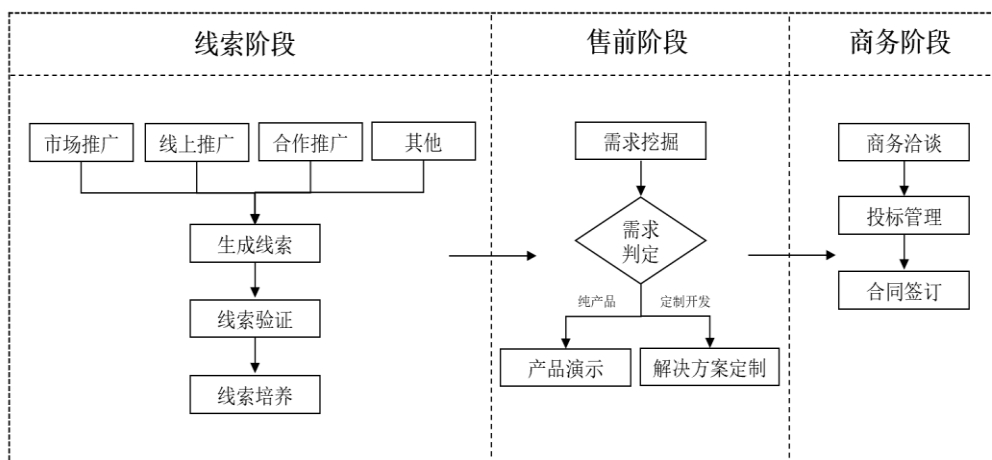 线索阶段
售前阶段
商务阶段
市场推广
线上推广
合作推广
其他
生成线索
线索验证
线索培养
需求挖掘
需求
判定
纯产品
定制开发
产品演示
解决方案定制
商务洽谈
投标管理
合同签订